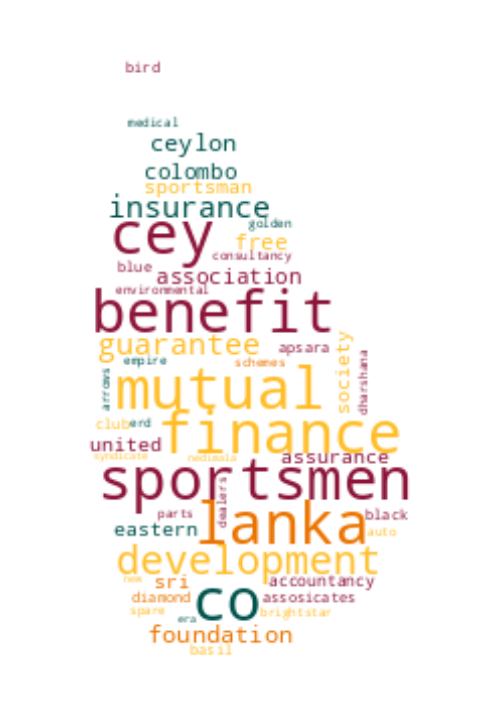 bird
medical
ceylon
colombo
sportsman
insurance
golden
cey
free
consultancy
blue
association
environmental
benefit
guarantee
apsara
society
empire
schemes
dharshana
arrows
mutual
club
erd
finance
united
syndicate
nedimala
assurance
sportsmen
dealers
parts
lanka
black
eastern
auto
development
new
sri
accountancy
diamond
co
assosicates
spare
era
brightstar
foundation
basil